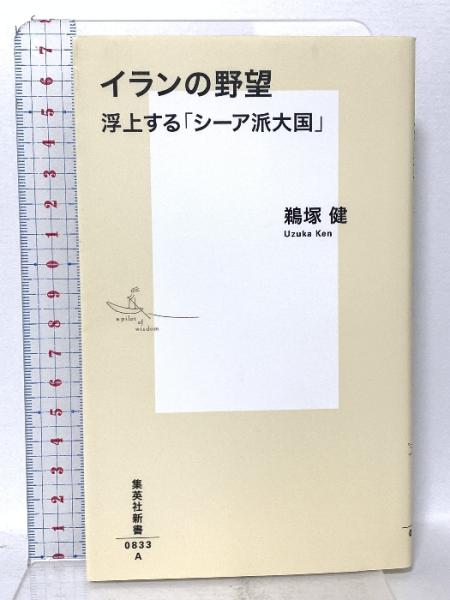 イランの野望
浮上する「シーア派大国」
鵜塚 健
Uzuka Ken
a pilot
of
wisdom
集英社新書
0833
A